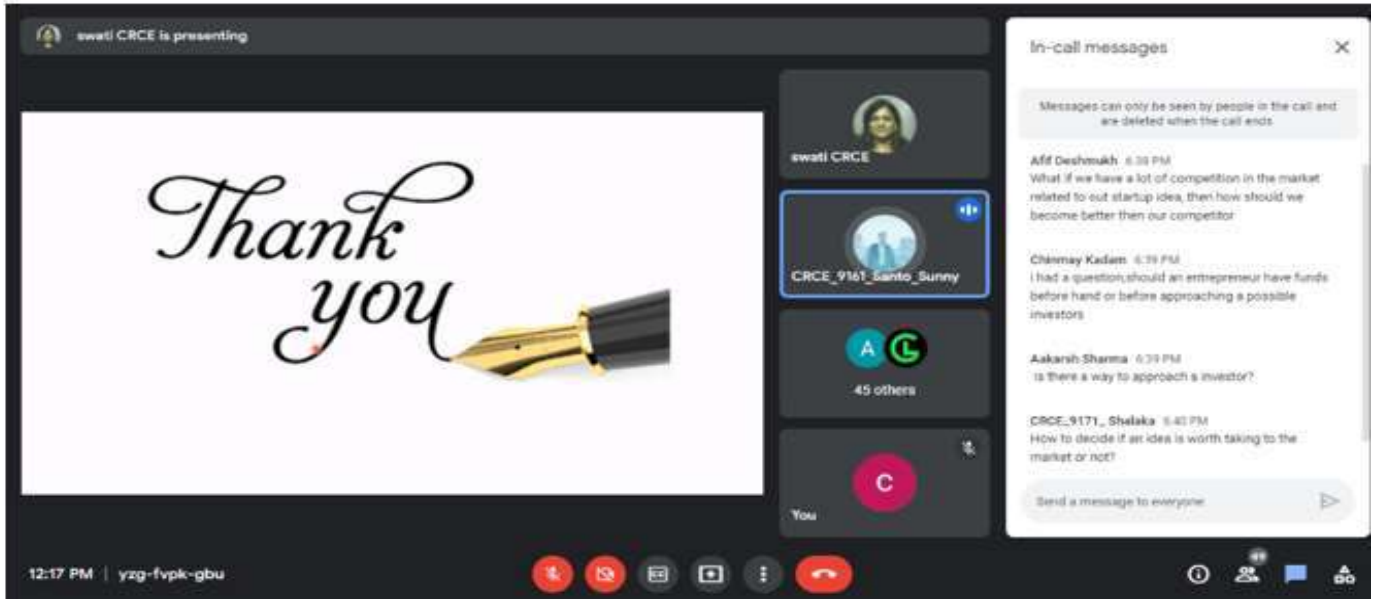 swati CRCE is presenting
Thank
you
swati CRCE
CRCE_9161_Santo_Sunny
A
45 others
C
You
In-call messages
Messages can only be seen by people in the call and
are deleted when the call ends
Afif Deshmukh 6:38 PM
What if we have a lot of competition in the market
related to out startup idea, then how should we
become better then our competitor
Chinmay Kadam 6:39 PM
I had a question,should an entrepreneur have funds
before hand or before approaching a possible
investors
Aakarsh Sharma 6:39 PM
is there a way to approach a investor?
CRCE_9171_ Shalaka 6:40 PM
How to decide if an idea is worth taking to the
market or not?
Send a message to everyone
12:17 PM | yzg-fvpk-gbu
49